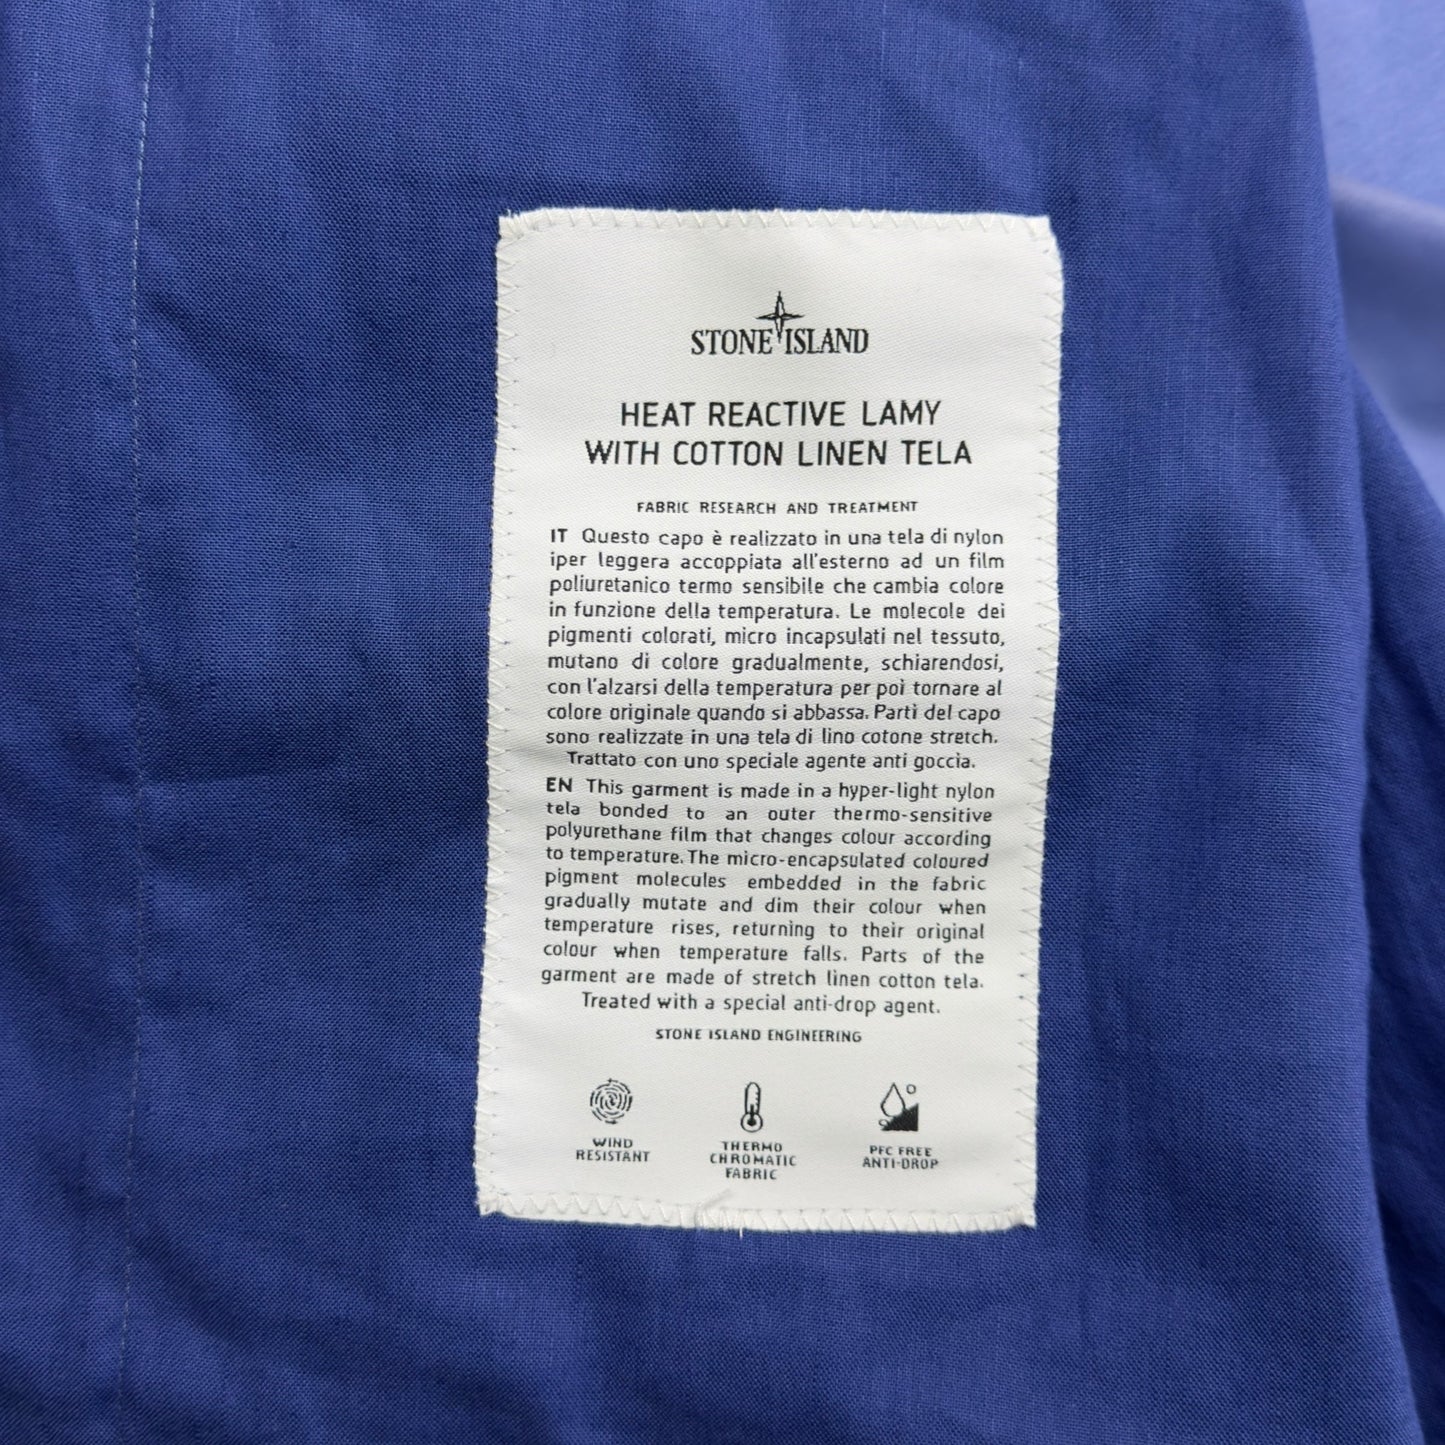 STONE ISLAND
HEAT REACTIVE LAMY
WITH COTTON LINEN TELA
FABRIC RESEARCH AND TREATMENT
IT Questo capo è realizzato in una tela di nylon
iper leggera accoppiata all'esterno ad un film
poliuretanico termo sensibile che cambia colore
in funzione della temperatura. Le molecole dei
pigmenti colorati, micro incapsulati nel tessuto,
mutano di colore gradualmente, schiarendosi,
con l'alzarsi della temperatura per poi tornare al
colore originale quando si abbassa. Parti del capo
sono realizzate in una tela di lino cotone stretch.
Trattato con uno speciale agente anti goccia.
EN This garment is made in a hyper-light nylon
tela bonded to an outer thermo-sensitive
polyurethane film that changes colour according
to temperature. The micro-encapsulated coloured
pigment molecules embedded in the fabric
gradually mutate and dim their colour when
temperature rises, returning to their original
colour when temperature falls. Parts of the
garment are made of stretch linen cotton tela.
Treated with a special anti-drop agent.
STONE ISLAND ENGINEERING
WIND
RESISTANT
THERMO
CHROMATIC
FABRIC
PFC FREE
ANTI-DROP